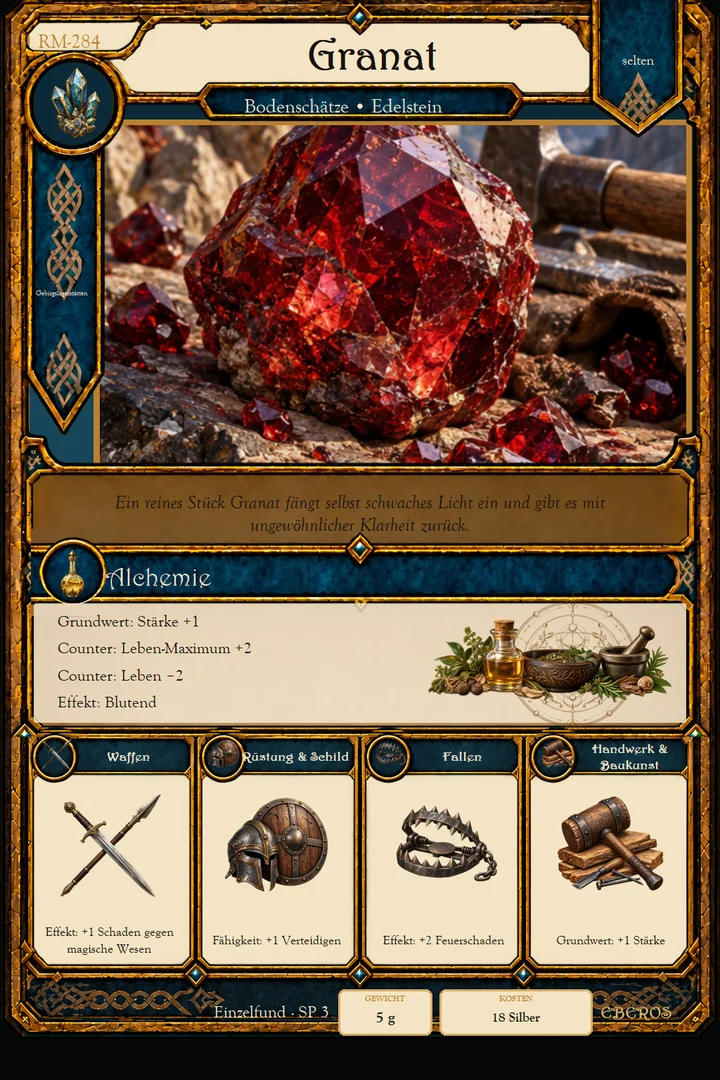 RM-284
Granat
selten
Bodenschätze • Edelstein
Gebirgslagerstätten
Ein reines Stück Granat fängt selbst schwaches Licht ein und gibt es mit
ungewöhnlicher Klarheit zurück.
Alchemie
Grundwert: Stärke +1
Counter: Leben-Maximum +2
Counter: Leben −2
Effekt: Blutend
Waffen
Effekt: +1 Schaden gegen
magische Wesen
Rüstung & Schild
Fähigkeit: +1 Verteidigen
Fallen
Effekt: +2 Feuerschaden
Handwerk &
Baukunst
Grundwert: +1 Stärke
Einzelfund · SP 3
GEWICHT
5 g
KOSTEN
18 Silber
EBEROS